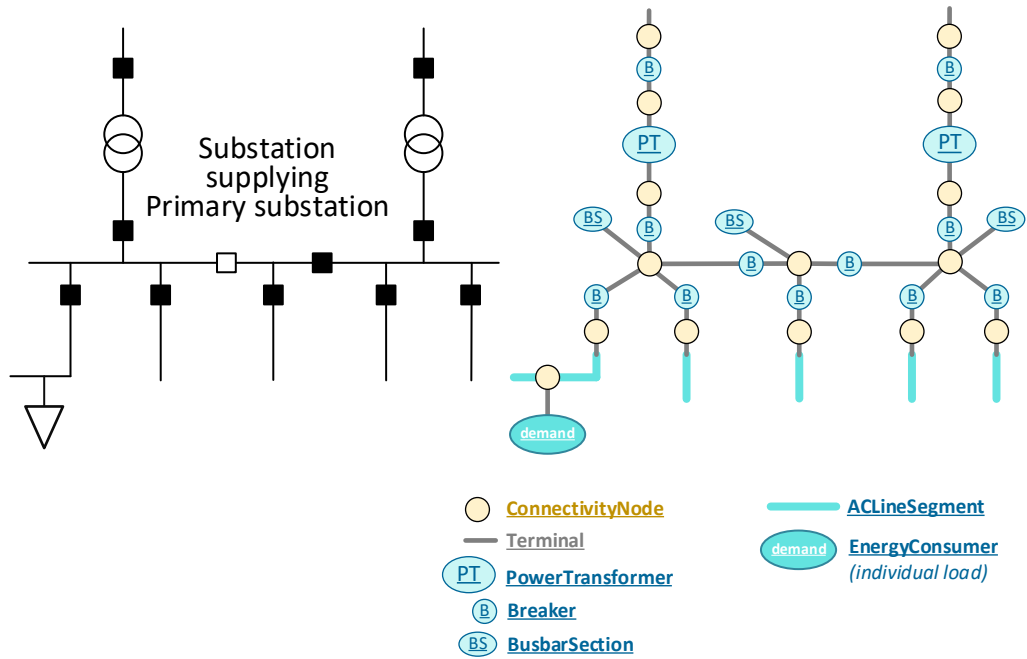 Substation
supplying
Primary substation
B
B
PT
PT
BS
BS
BS
B
B
B
B
B
B
B
B
B
demand
ConnectivityNode
Terminal
PT PowerTransformer
B Breaker
BS BusbarSection
ACLineSegment
demand EnergyConsumer
(individual load)